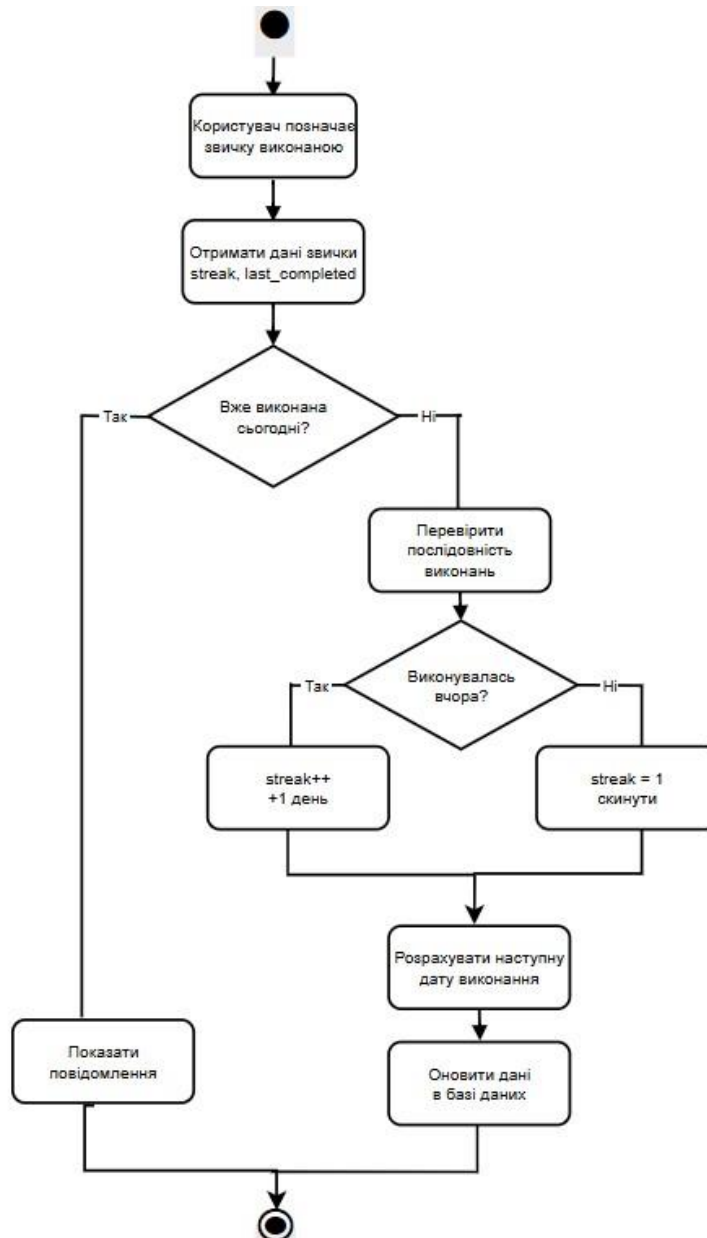 Користувач позначає
звичку виконаною
Отримати дані звички
streak, last_completed
Вже виконана
сьогодні?
Так
Ні
Перевірити
послідовність
виконань
Виконувалась
вчора?
Так
Ні
streak++
+1 день
streak = 1
скинути
Розрахувати наступну
дату виконання
Показати
повідомлення
Оновити дані
в базі даних